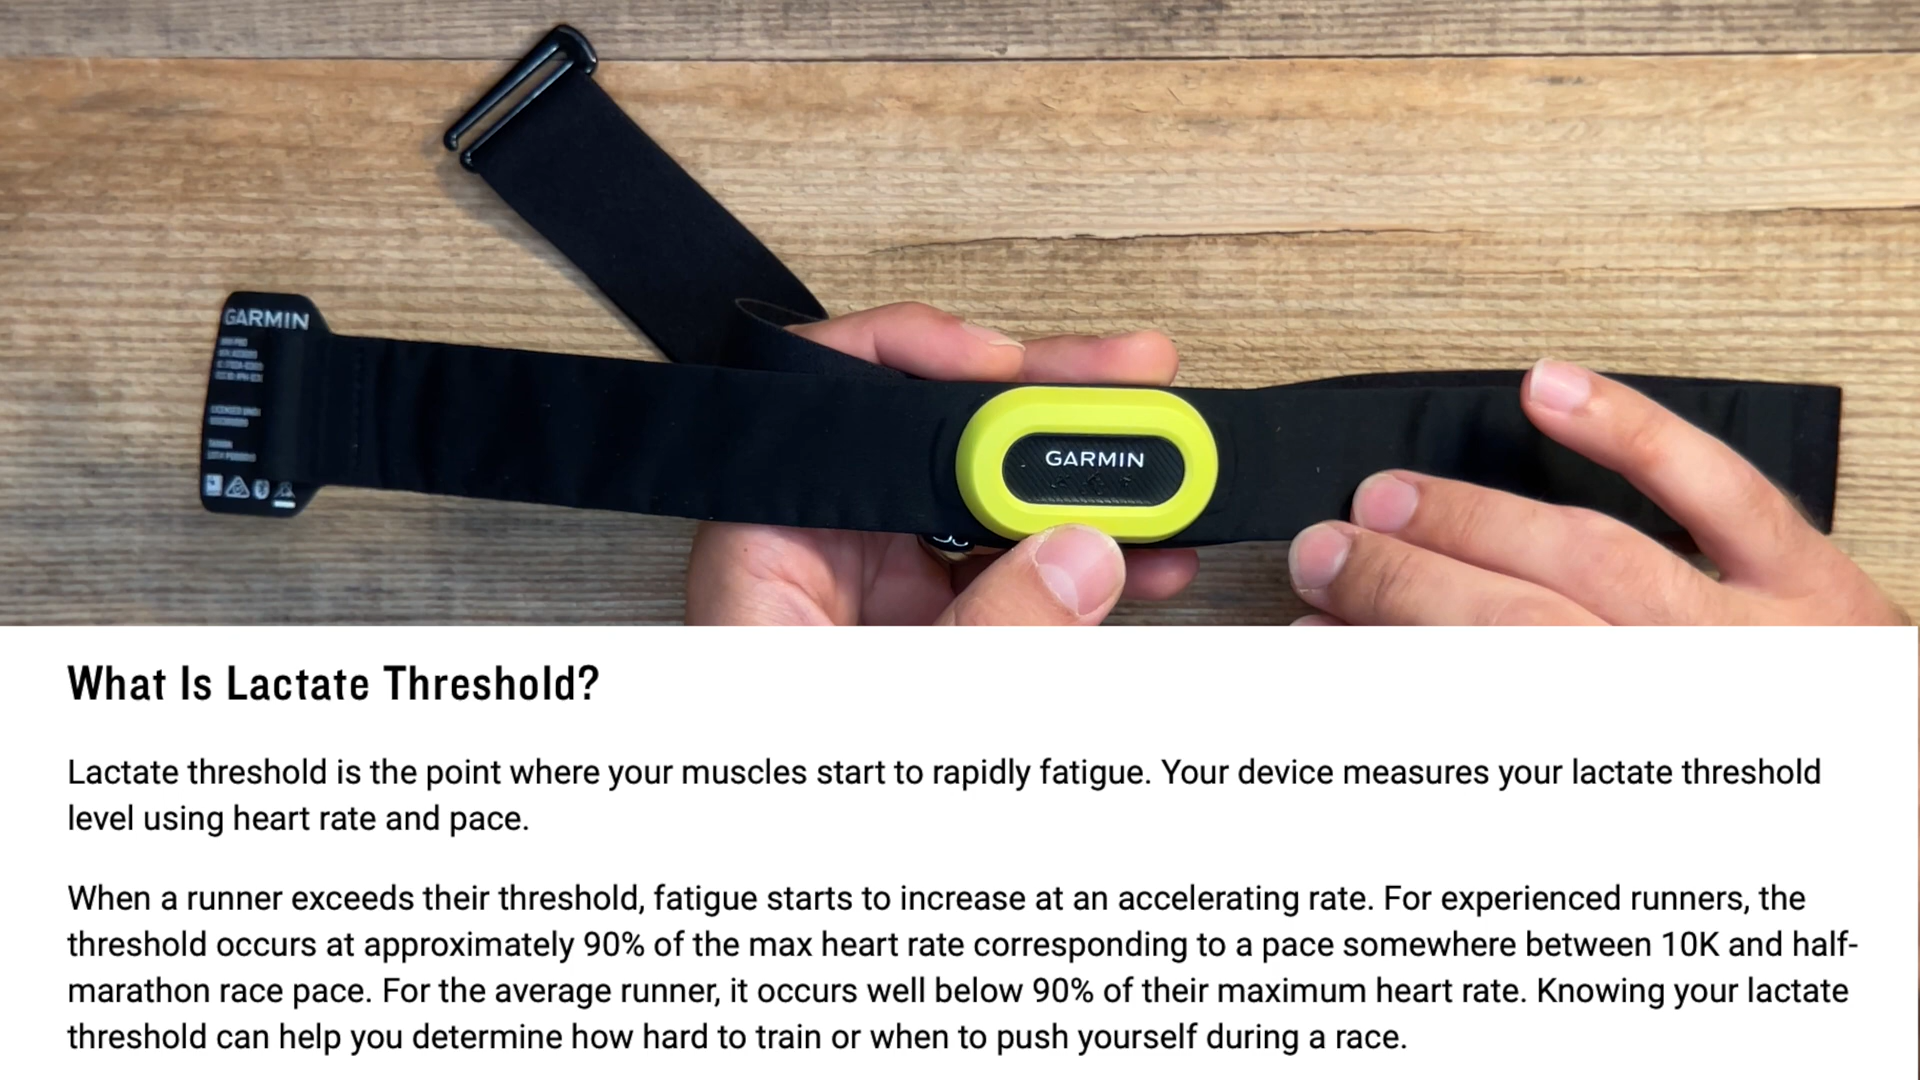 GARMIN
GARMIN
What Is Lactate Threshold?
Lactate threshold is the point where your muscles start to rapidly fatigue. Your device measures your lactate threshold
level using heart rate and pace.
When a runner exceeds their threshold, fatigue starts to increase at an accelerating rate. For experienced runners, the
threshold occurs at approximately 90% of the max heart rate corresponding to a pace somewhere between 10K and half-
marathon race pace. For the average runner, it occurs well below 90% of their maximum heart rate. Knowing your lactate
threshold can help you determine how hard to train or when to push yourself during a race.